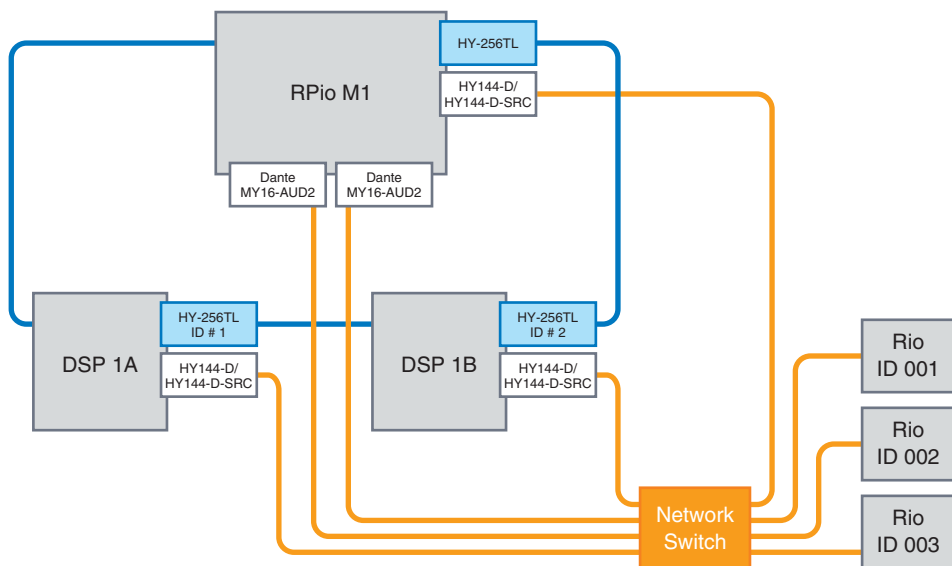 HY-256TL
RPio M1
HY144-D/
HY144-D-SRC
Dante
MY16-AUD2
Dante
MY16-AUD2
DSP 1A
HY-256TL
ID # 1
HY144-D/
HY144-D-SRC
DSP 1B
HY-256TL
ID # 2
HY144-D/
HY144-D-SRC
Rio
ID 001
Rio
ID 002
Network
Switch
Rio
ID 003